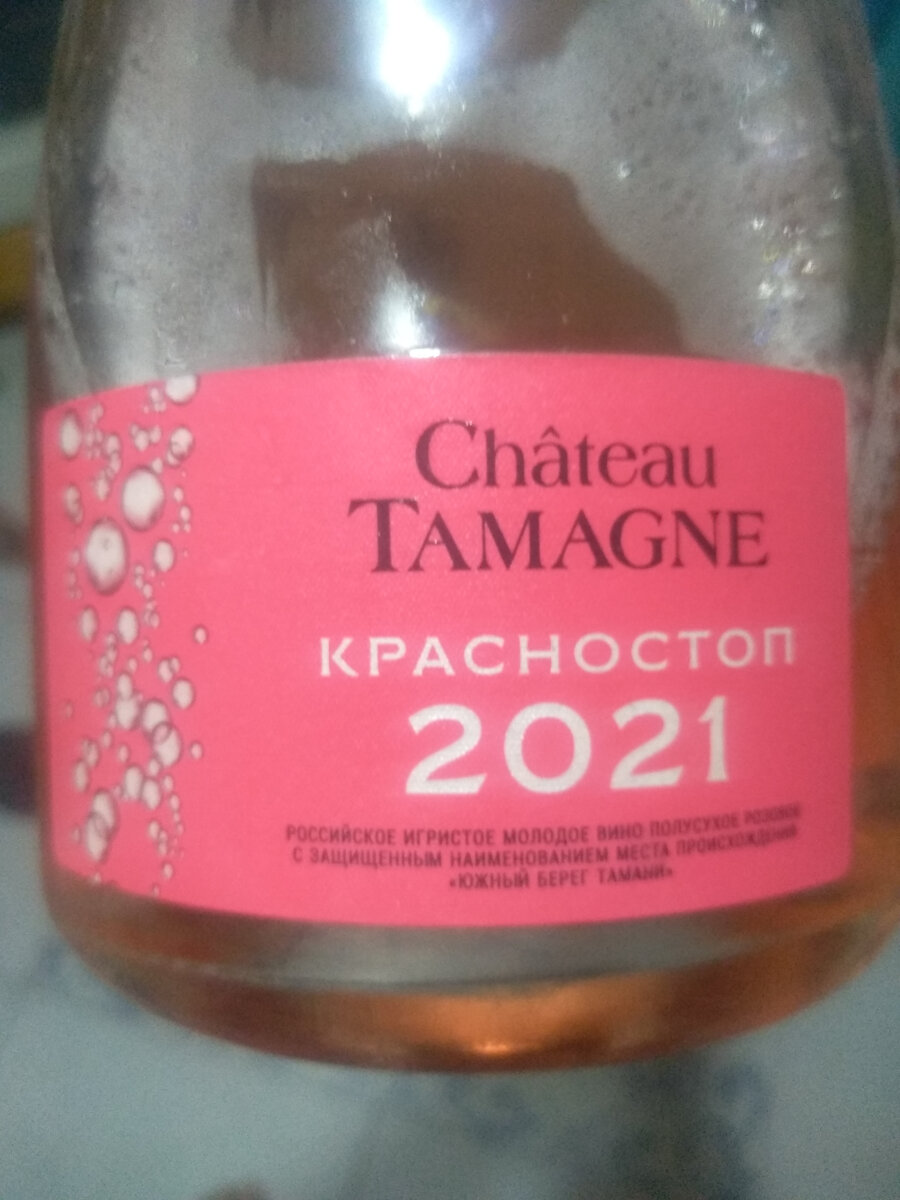 Château
TAMAGNE
КРАСНОСТОП
2021
РОССИЙСКОЕ ИГРИСТОЕ МОЛОДОЕ ВИНО ПОЛУСУХОЕ РОЗОВОЕ
С ЗАЩИЩЕННЫМ НАИМЕНОВАНИЕМ МЕСТА ПРОИСХОЖДЕНИЯ
«ЮЖНЫЙ БЕРЕГ ТАМАНИ»